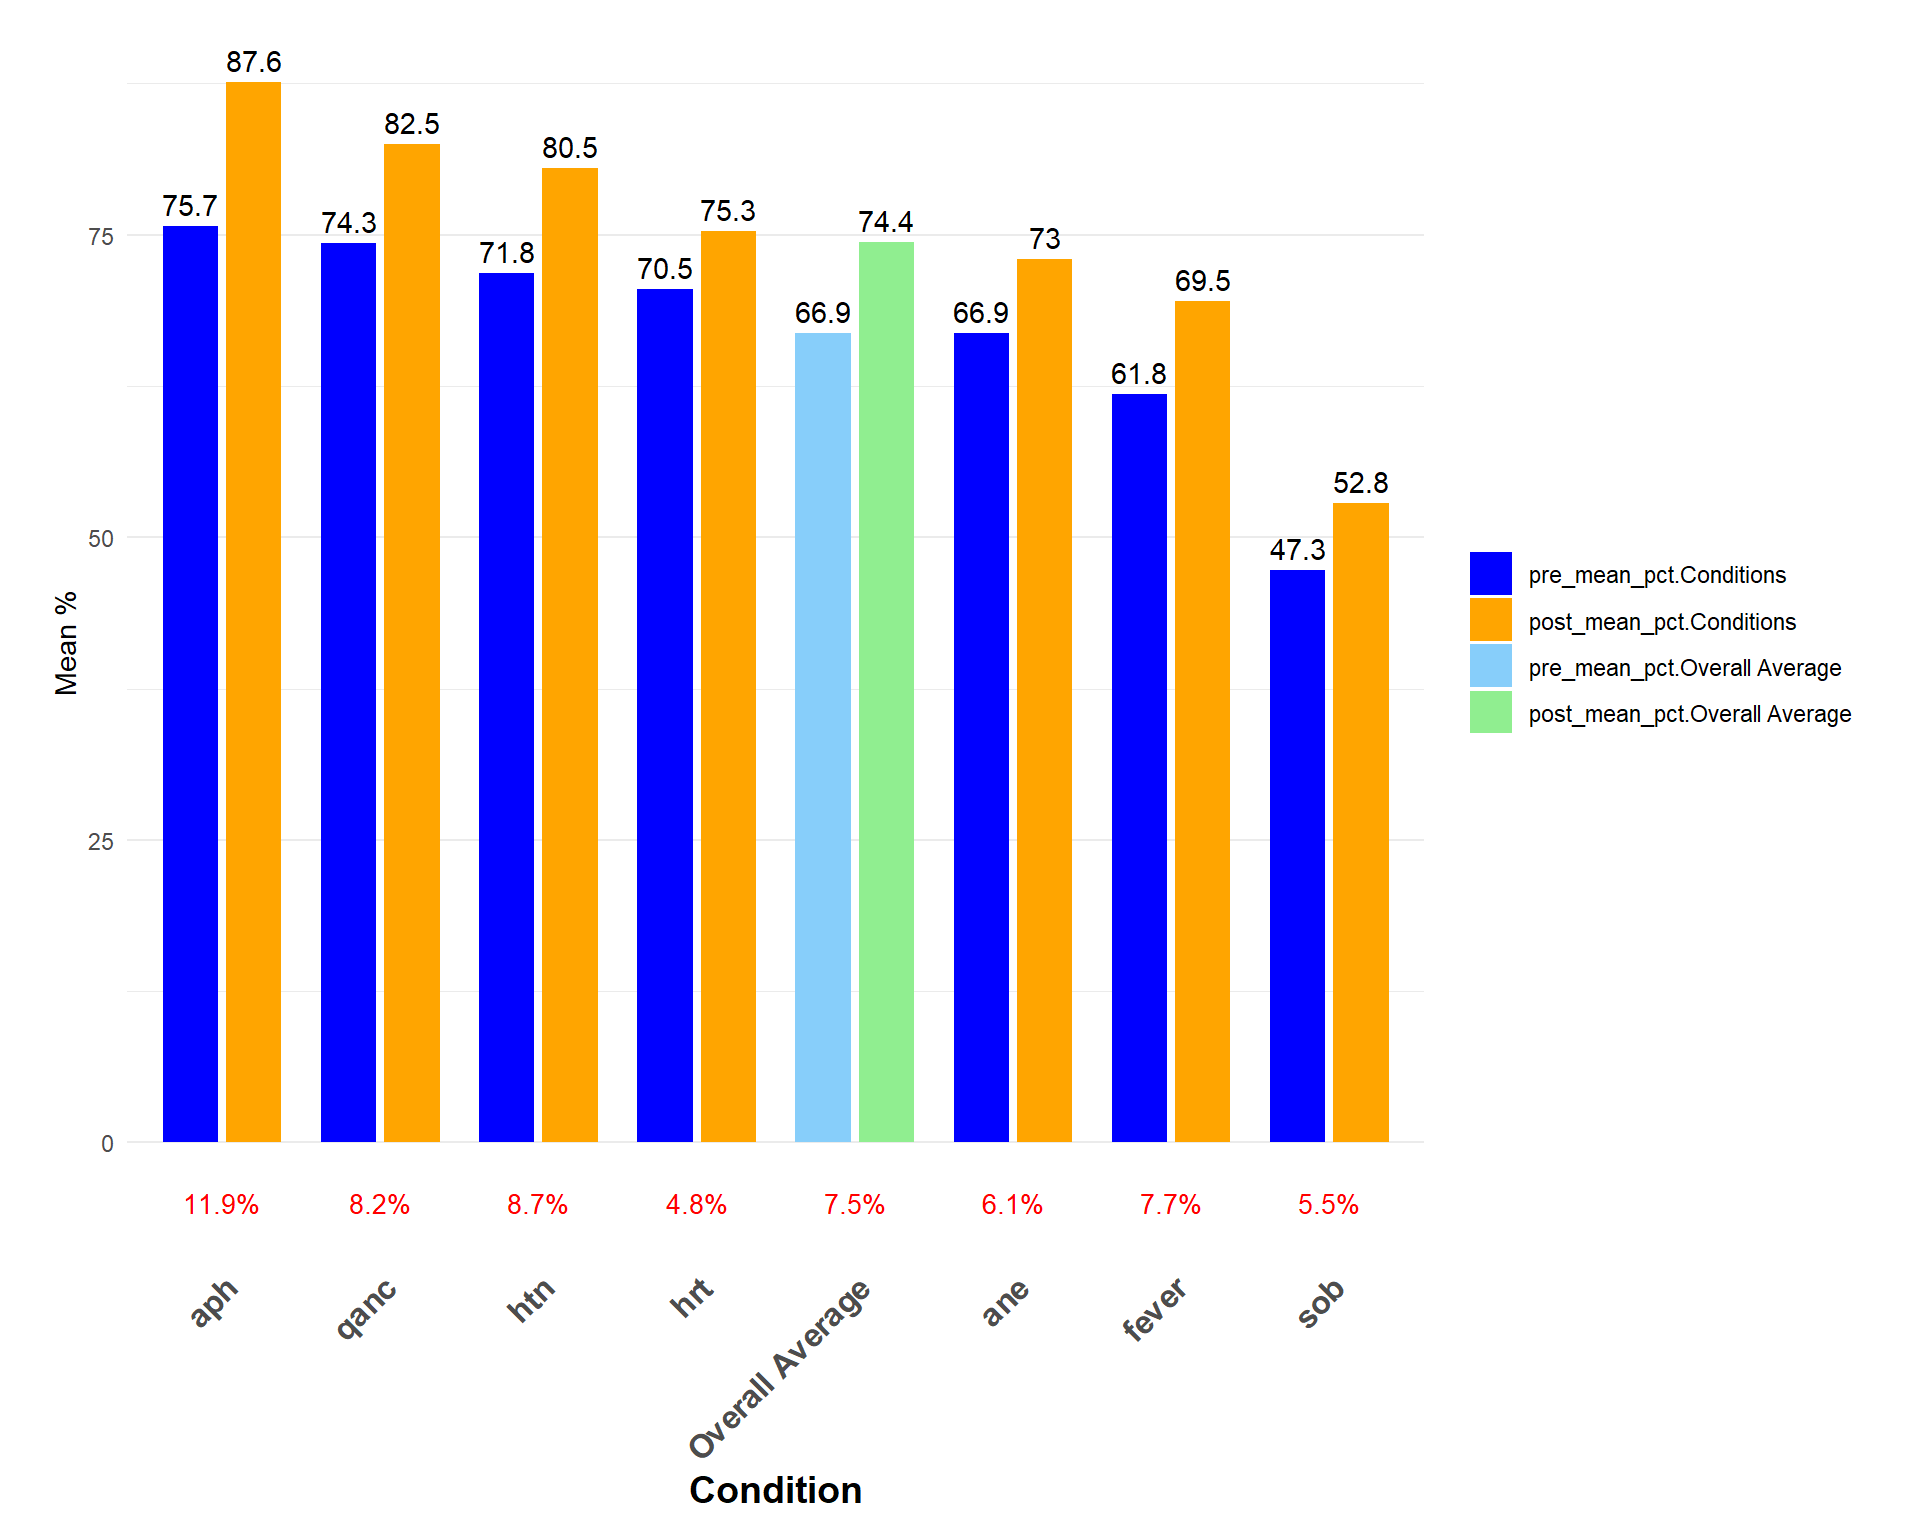 87.6
82.5
80.5
75.7
74.3
71.8
70.5
75.3
66.9
74.4
66.9
73
61.8
69.5
47.3
52.8
75
50
25
0
Mean %
11.9% 8.2% 8.7% 4.8% 7.5% 6.1% 7.7% 5.5%
aph
qanc
htn
hrt
Overall Average
ane
fever
sob
Condition
pre_mean_pct.Conditions
post_mean_pct.Conditions
pre_mean_pct.Overall Average
post_mean_pct.Overall Average